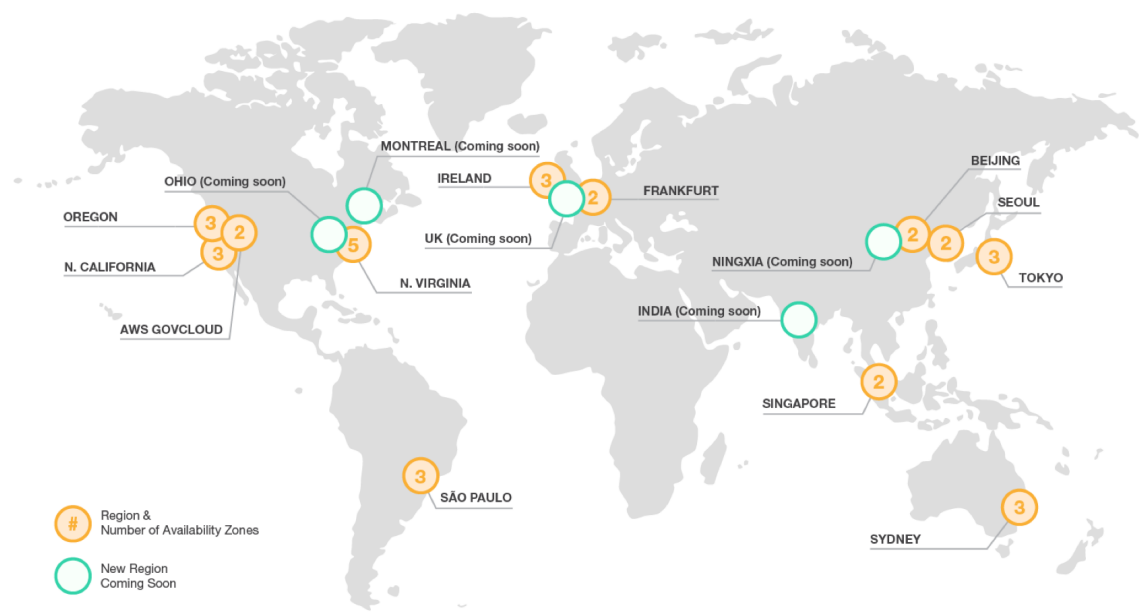 MONTREAL (Coming soon)
BEIJING
OHIO (Coming soon)
IRELAND
3
FRANKFURT
2
SEOUL
OREGON
3
2
5
UK (Coming soon)
2
2
3
N. CALIFORNIA
3
N. VIRGINIA
NINGXIA (Coming soon)
TOKYO
AWS GOVCLOUD
INDIA (Coming soon)
2
SINGAPORE
3
SÃO PAULO
3
SYDNEY
# Region &
Number of Availability Zones
New Region
Coming Soon